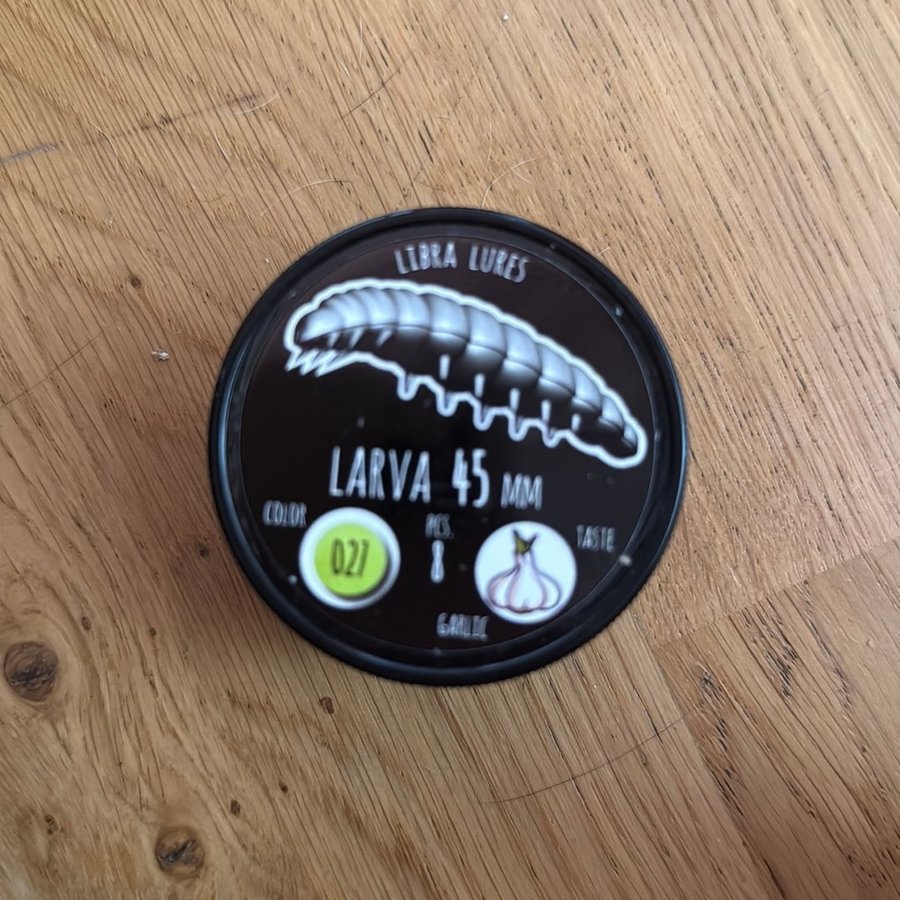 LIBRA LURES
LARVA 45 MM
COLOR
027
PCS.
8
TASTE
GARLIC